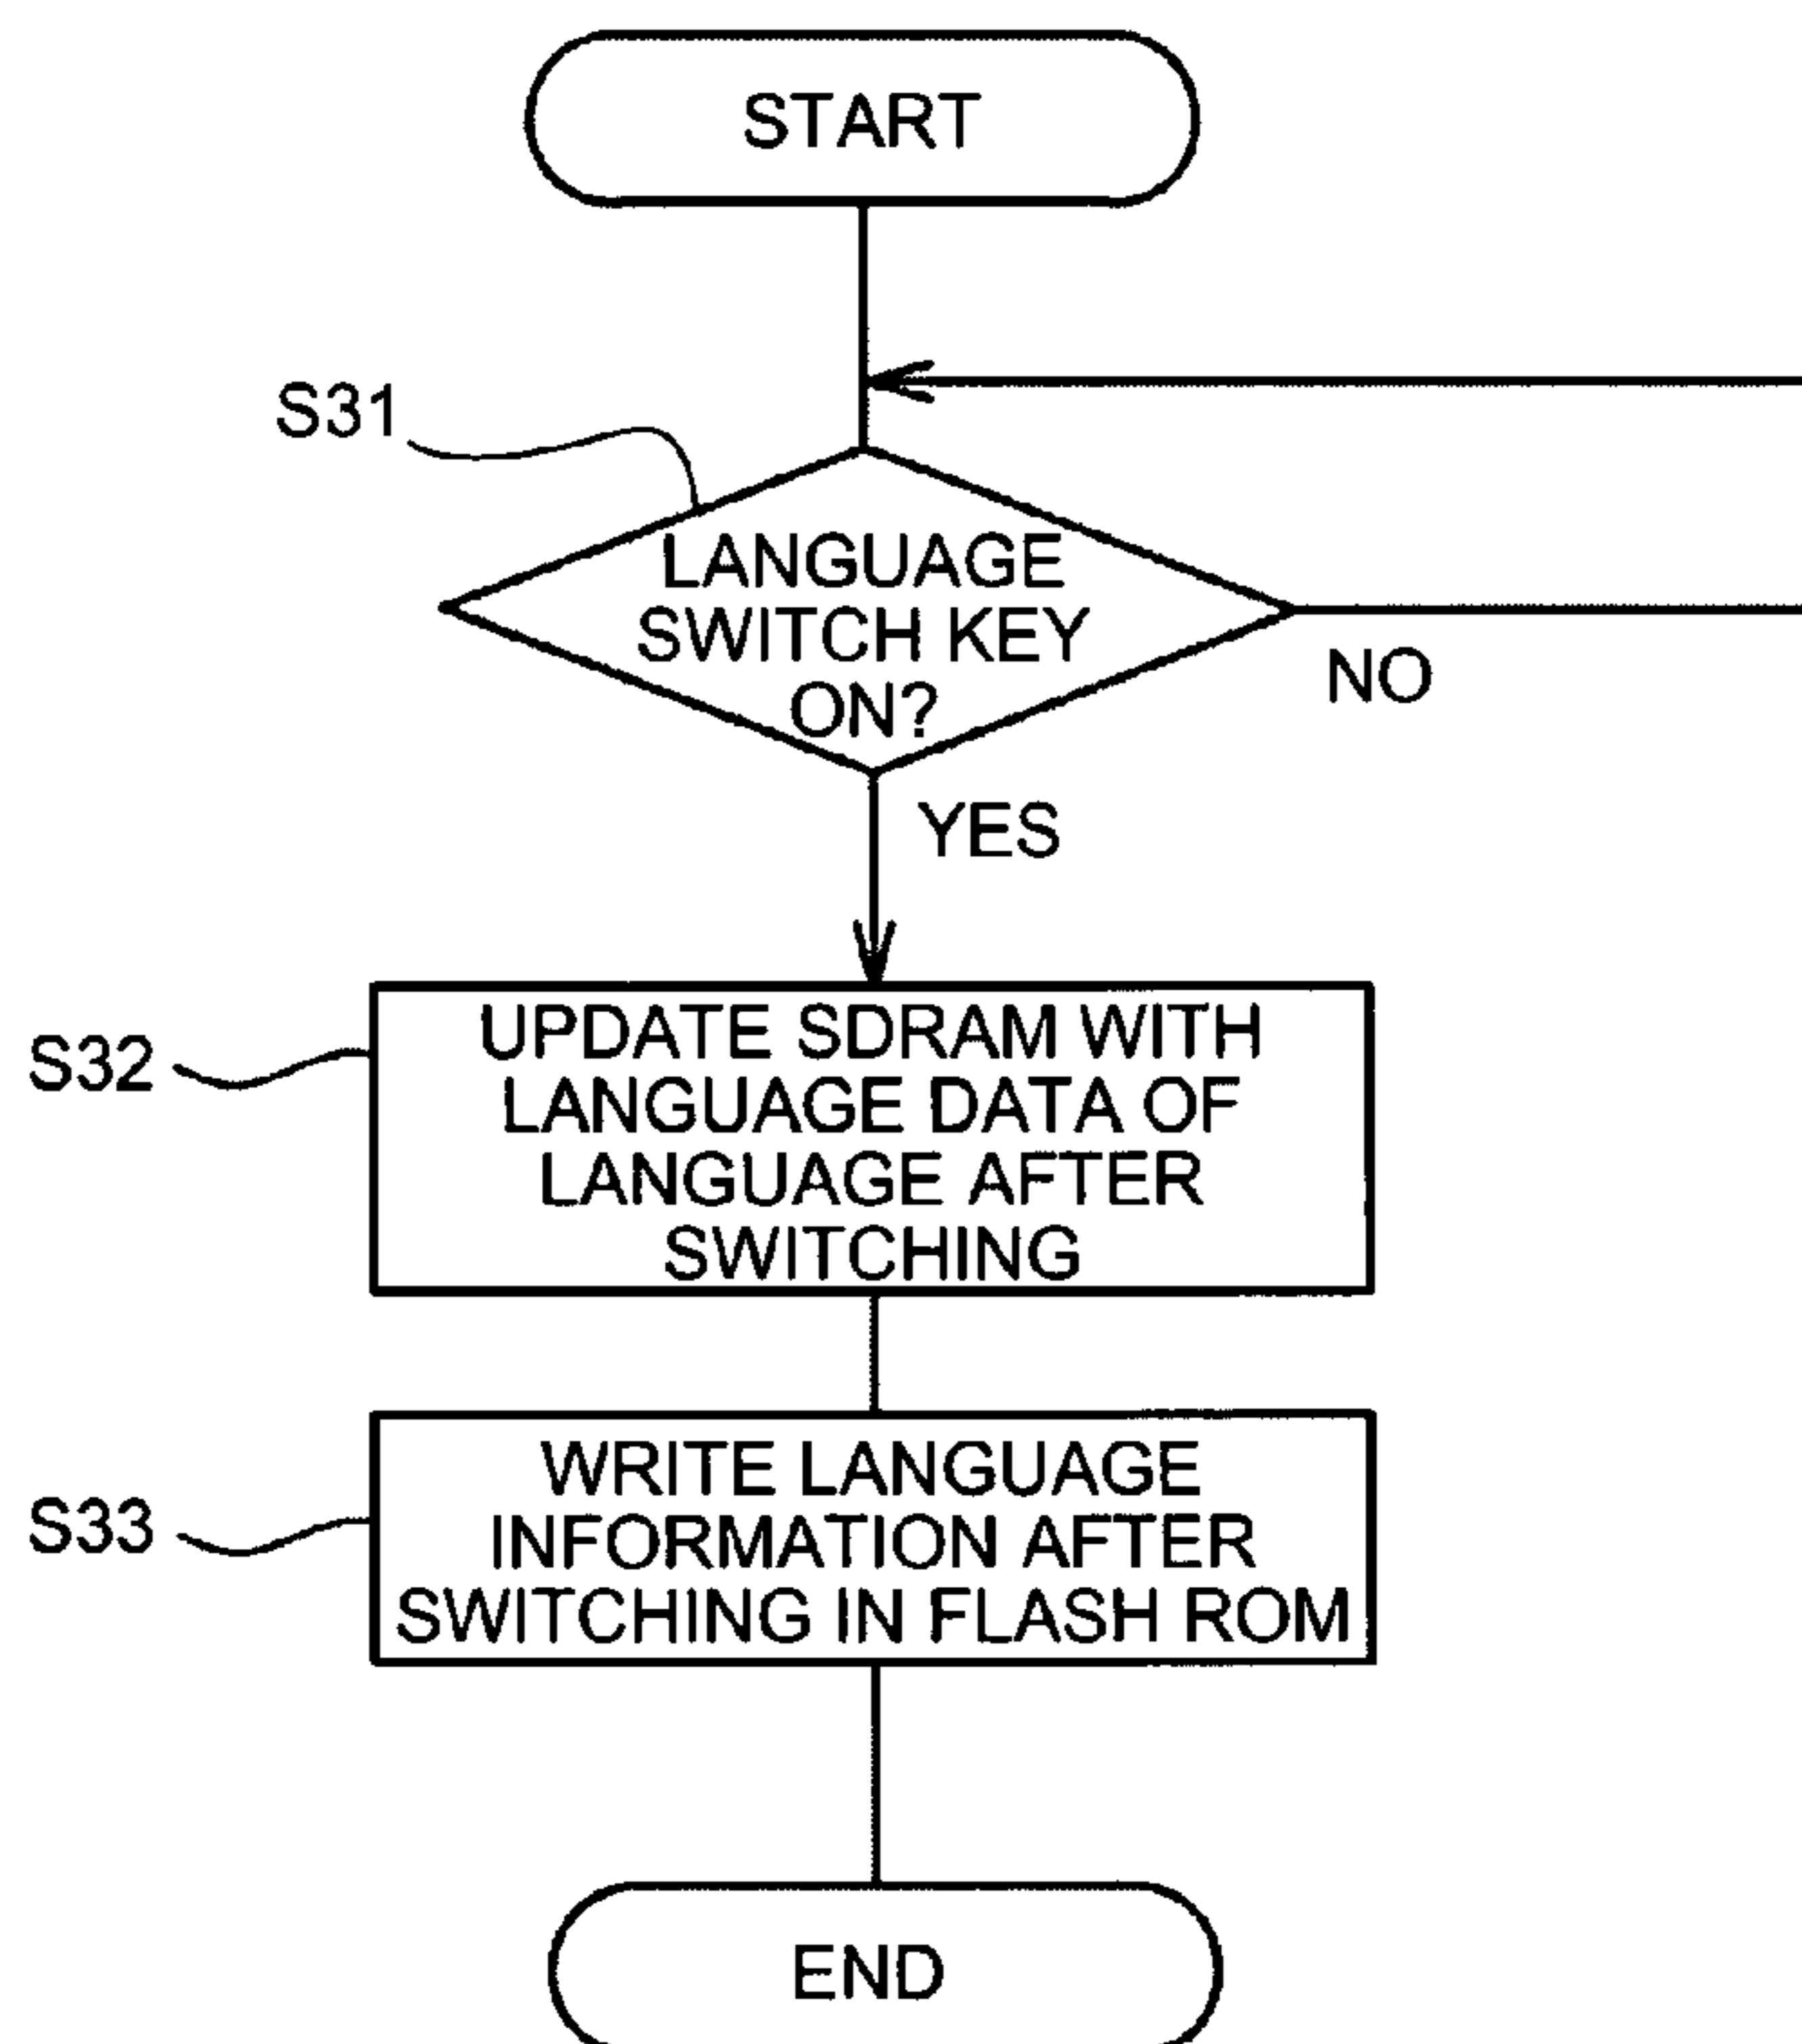 START
S31
LANGUAGE
SWITCH KEY
ON?
NO
YES
S32
UPDATE SDRAM WITH
LANGUAGE DATA OF
LANGUAGE AFTER
SWITCHING
S33
WRITE LANGUAGE
INFORMATION AFTER
SWITCHING IN FLASH ROM
END